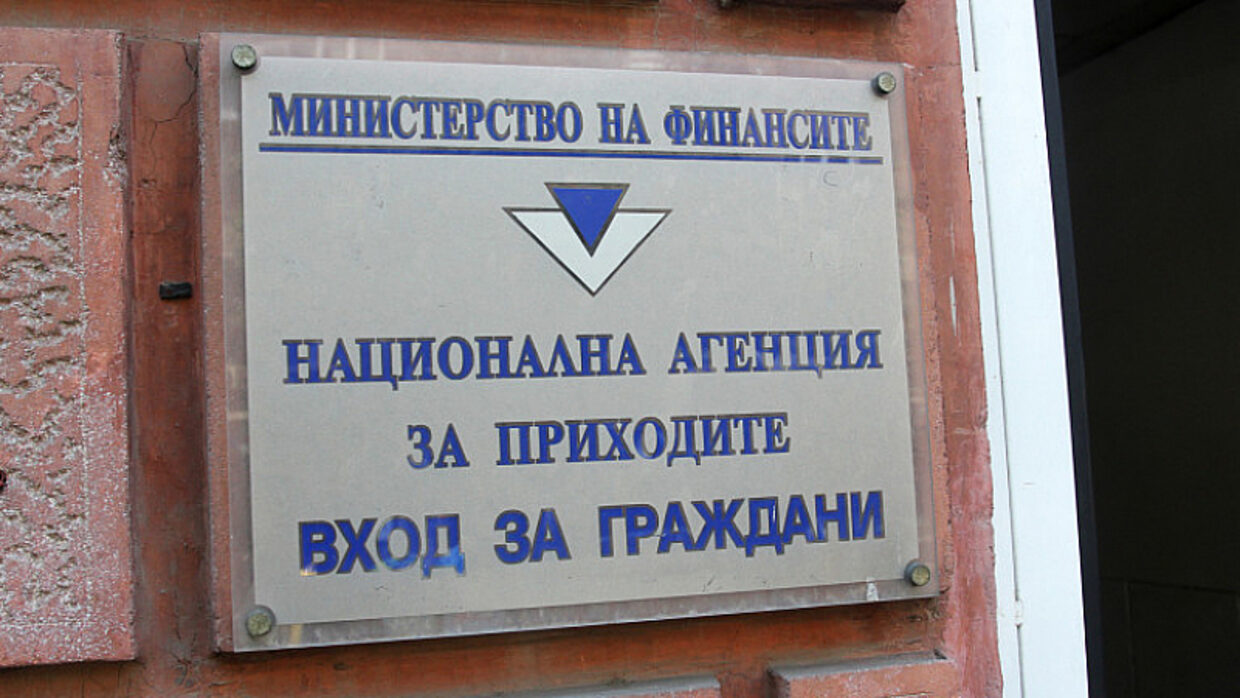 МИНИСТЕРСТВО НА ФИНАНСИТЕ
НАЦИОНАЛНА АГЕНЦИЯ
ЗА ПРИХОДИТЕ
ВХОД ЗА ГРАЖДАНИ